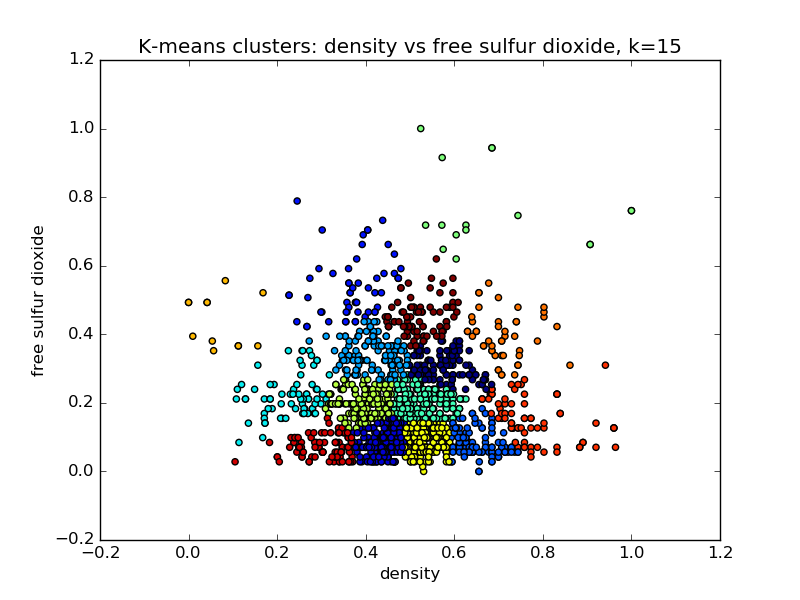 K-means clusters: density vs free sulfur dioxide, k=15
1.2
1.0
0.8
0.6
0.4
0.2
0.0
−0.2
free sulfur dioxide
−0.2 0.0 0.2 0.4 0.6 0.8 1.0 1.2
density